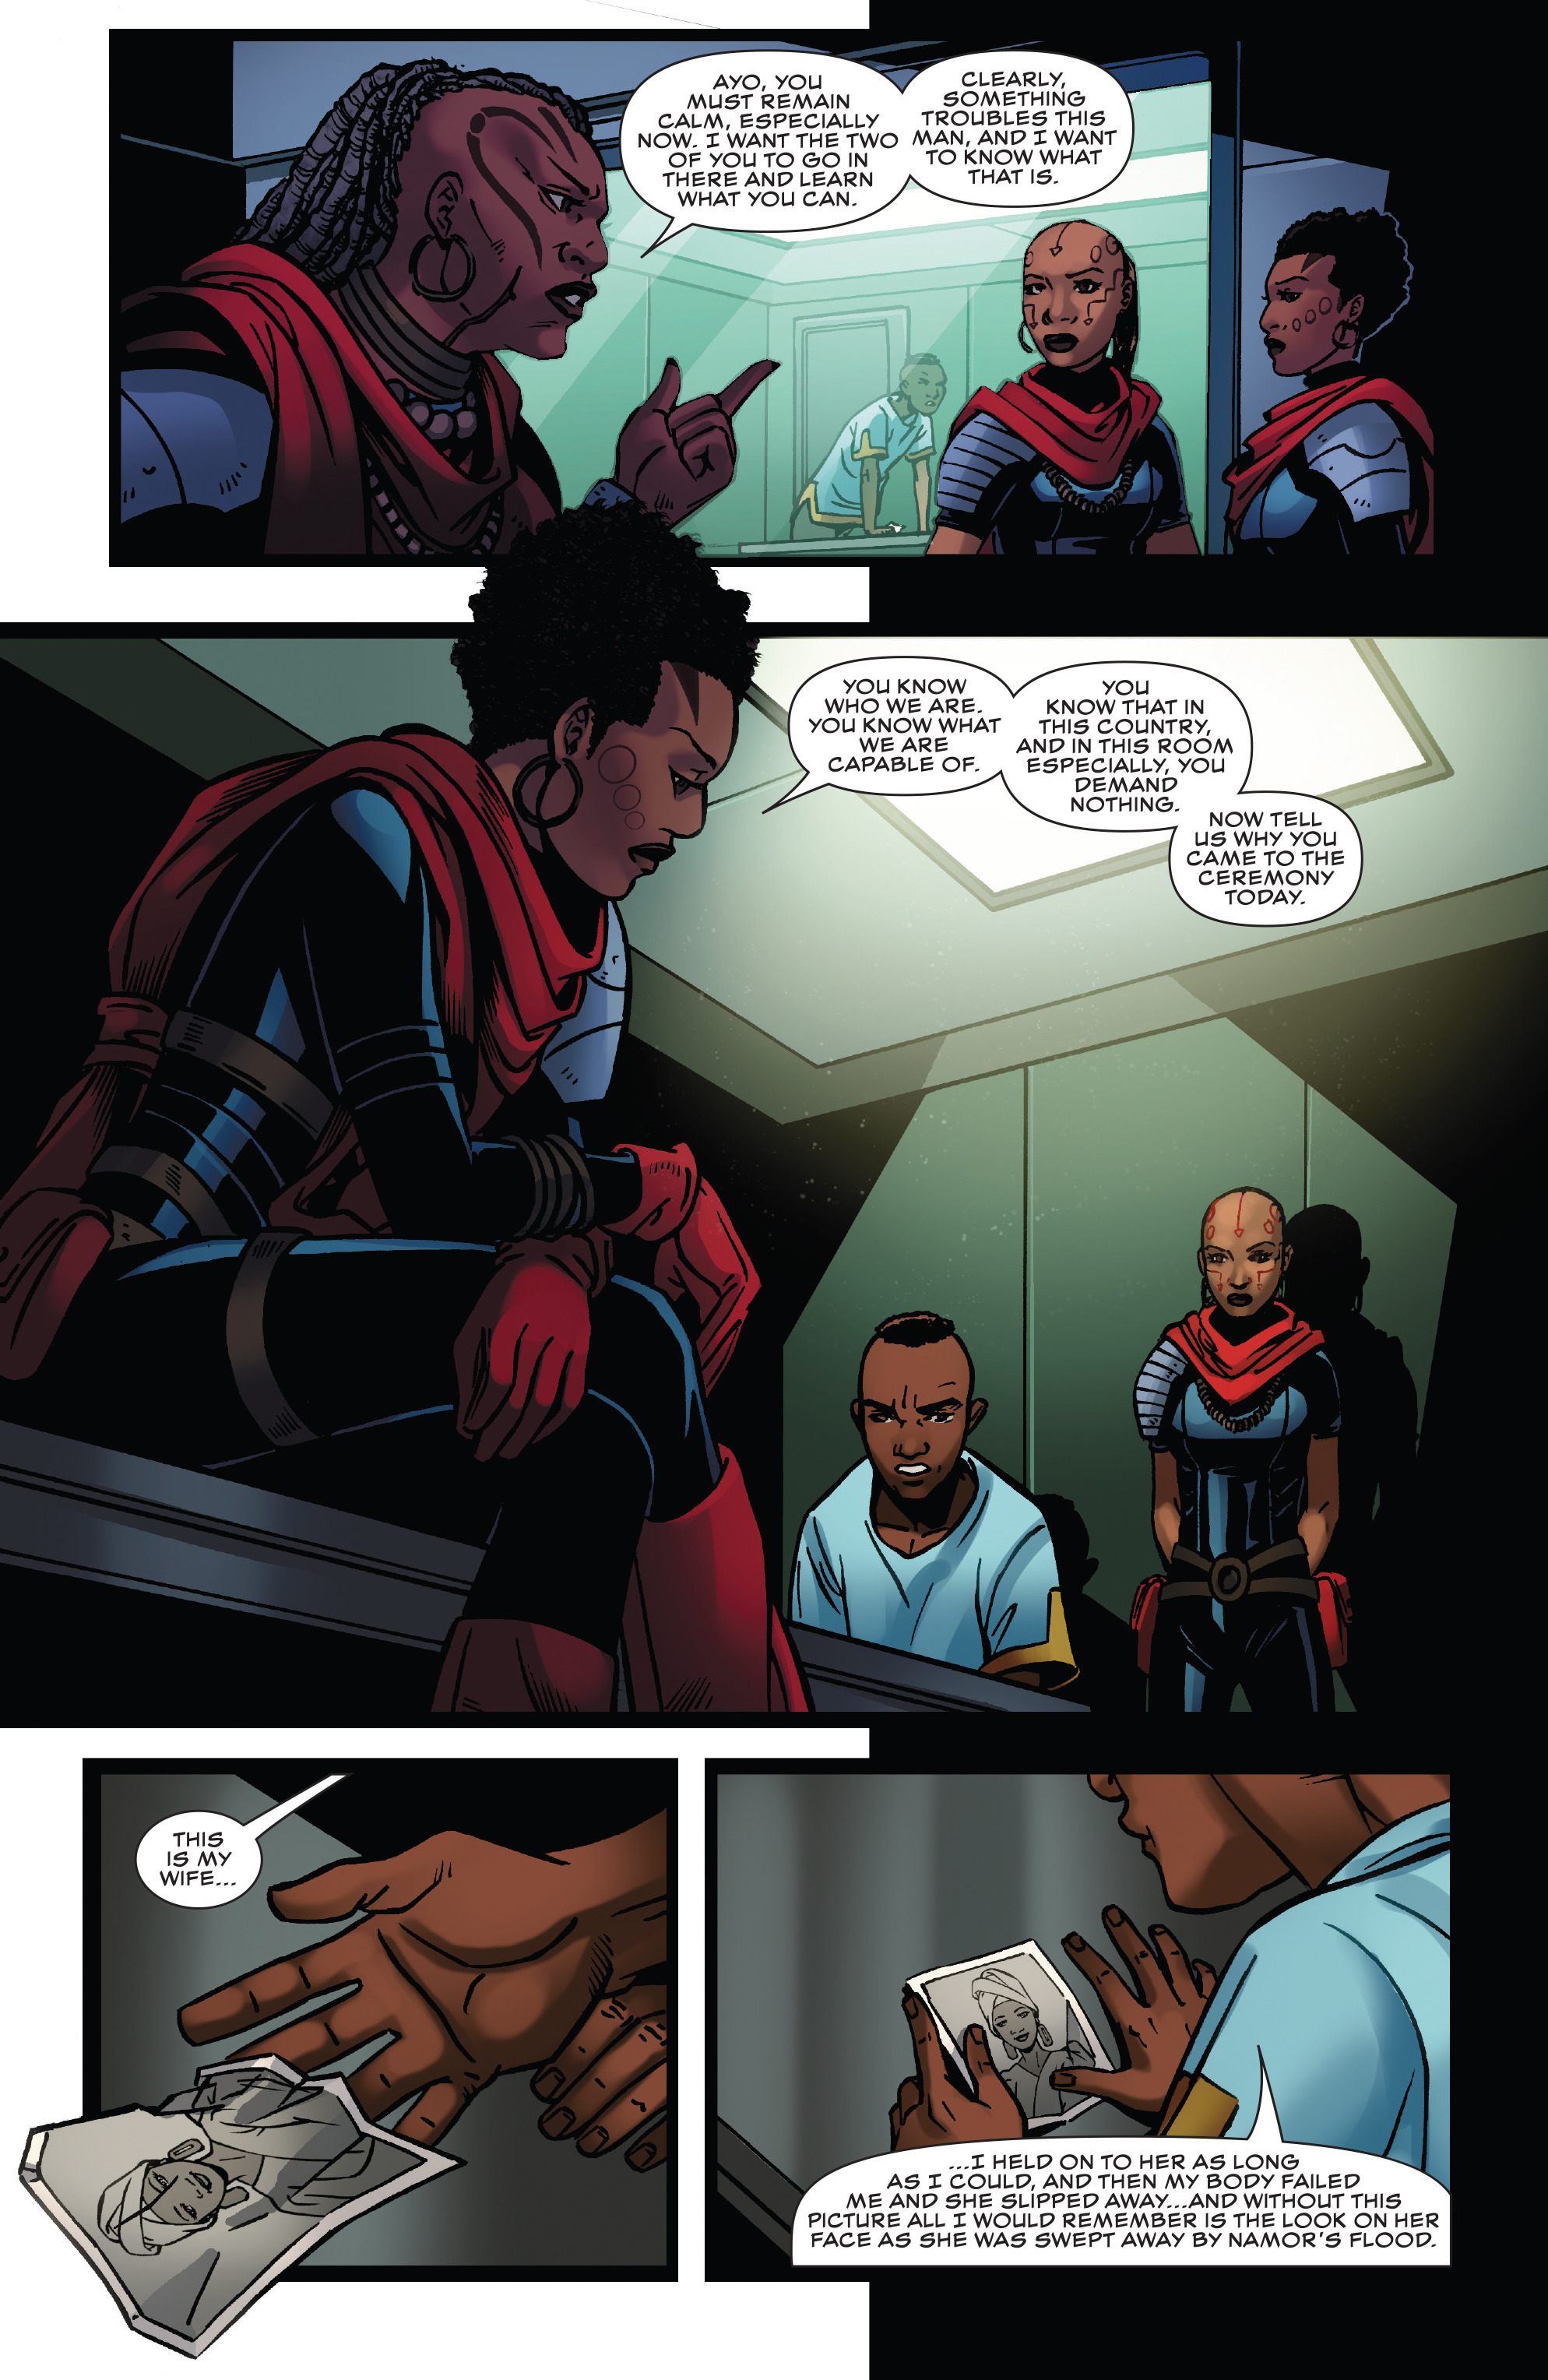 AYO, YOU
MUST REMAIN
CALM, ESPECIALLY
NOW. I WANT THE TWO
OF YOU TO GO IN
THERE AND LEARN
WHAT YOU CAN.
CLEARLY,
SOMETHING
TROUBLES THIS
MAN, AND I WANT
TO KNOW WHAT
THAT IS.
YOU KNOW
WHO WE ARE.
YOU KNOW WHAT
WE ARE
CAPABLE OF.
YOU
KNOW THAT IN
THIS COUNTRY,
AND IN THIS ROOM
ESPECIALLY, YOU
DEMAND
NOTHING.
NOW TELL
US WHY YOU
CAME TO THE
CEREMONY
TODAY.
THIS
IS MY
WIFE...
...I HELD ON TO HER AS LONG
AS I COULD, AND THEN MY BODY FAILED
ME AND SHE SLIPPED AWAY...AND WITHOUT THIS
PICTURE ALL I WOULD REMEMBER IS THE LOOK ON HER
FACE AS SHE WAS SWEPT AWAY BY NAMOR'S FLOOD.